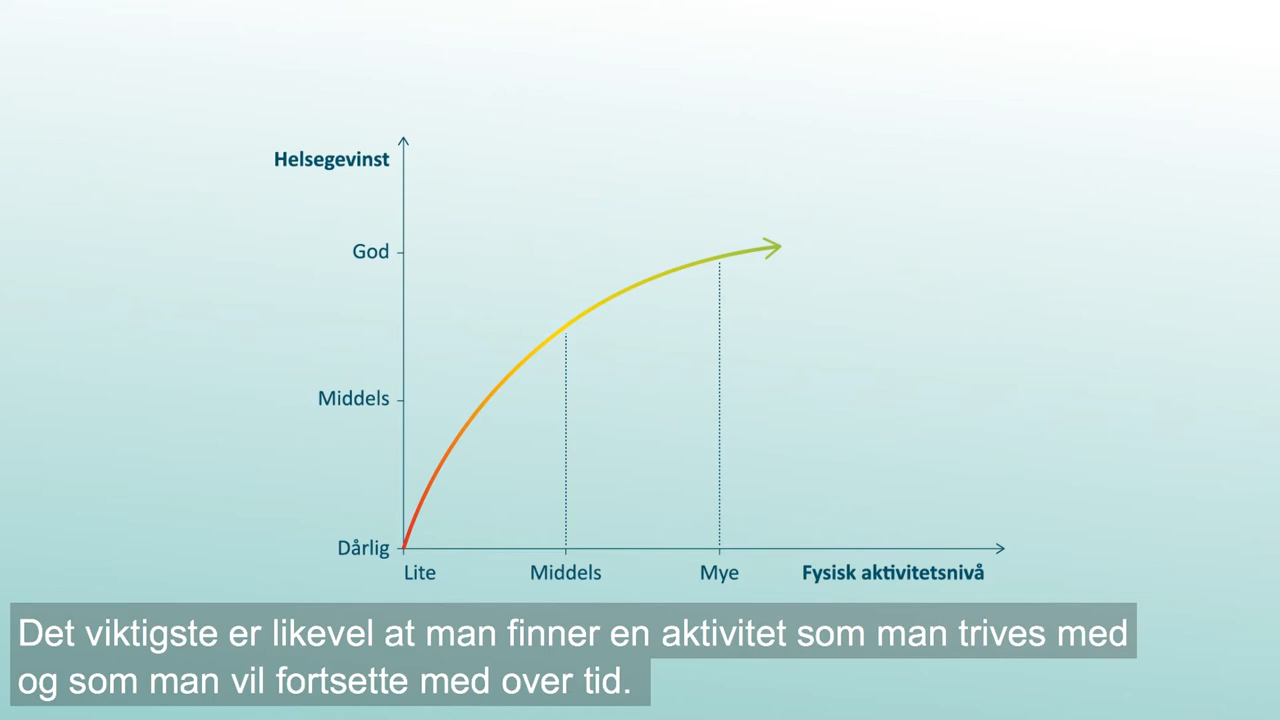 Helsegevinst
God
Middels
Dårlig
Lite Middels Mye Fysisk aktivitetsnivå
Det viktigste er likevel at man finner en aktivitet som man trives med
og som man vil fortsette med over tid.